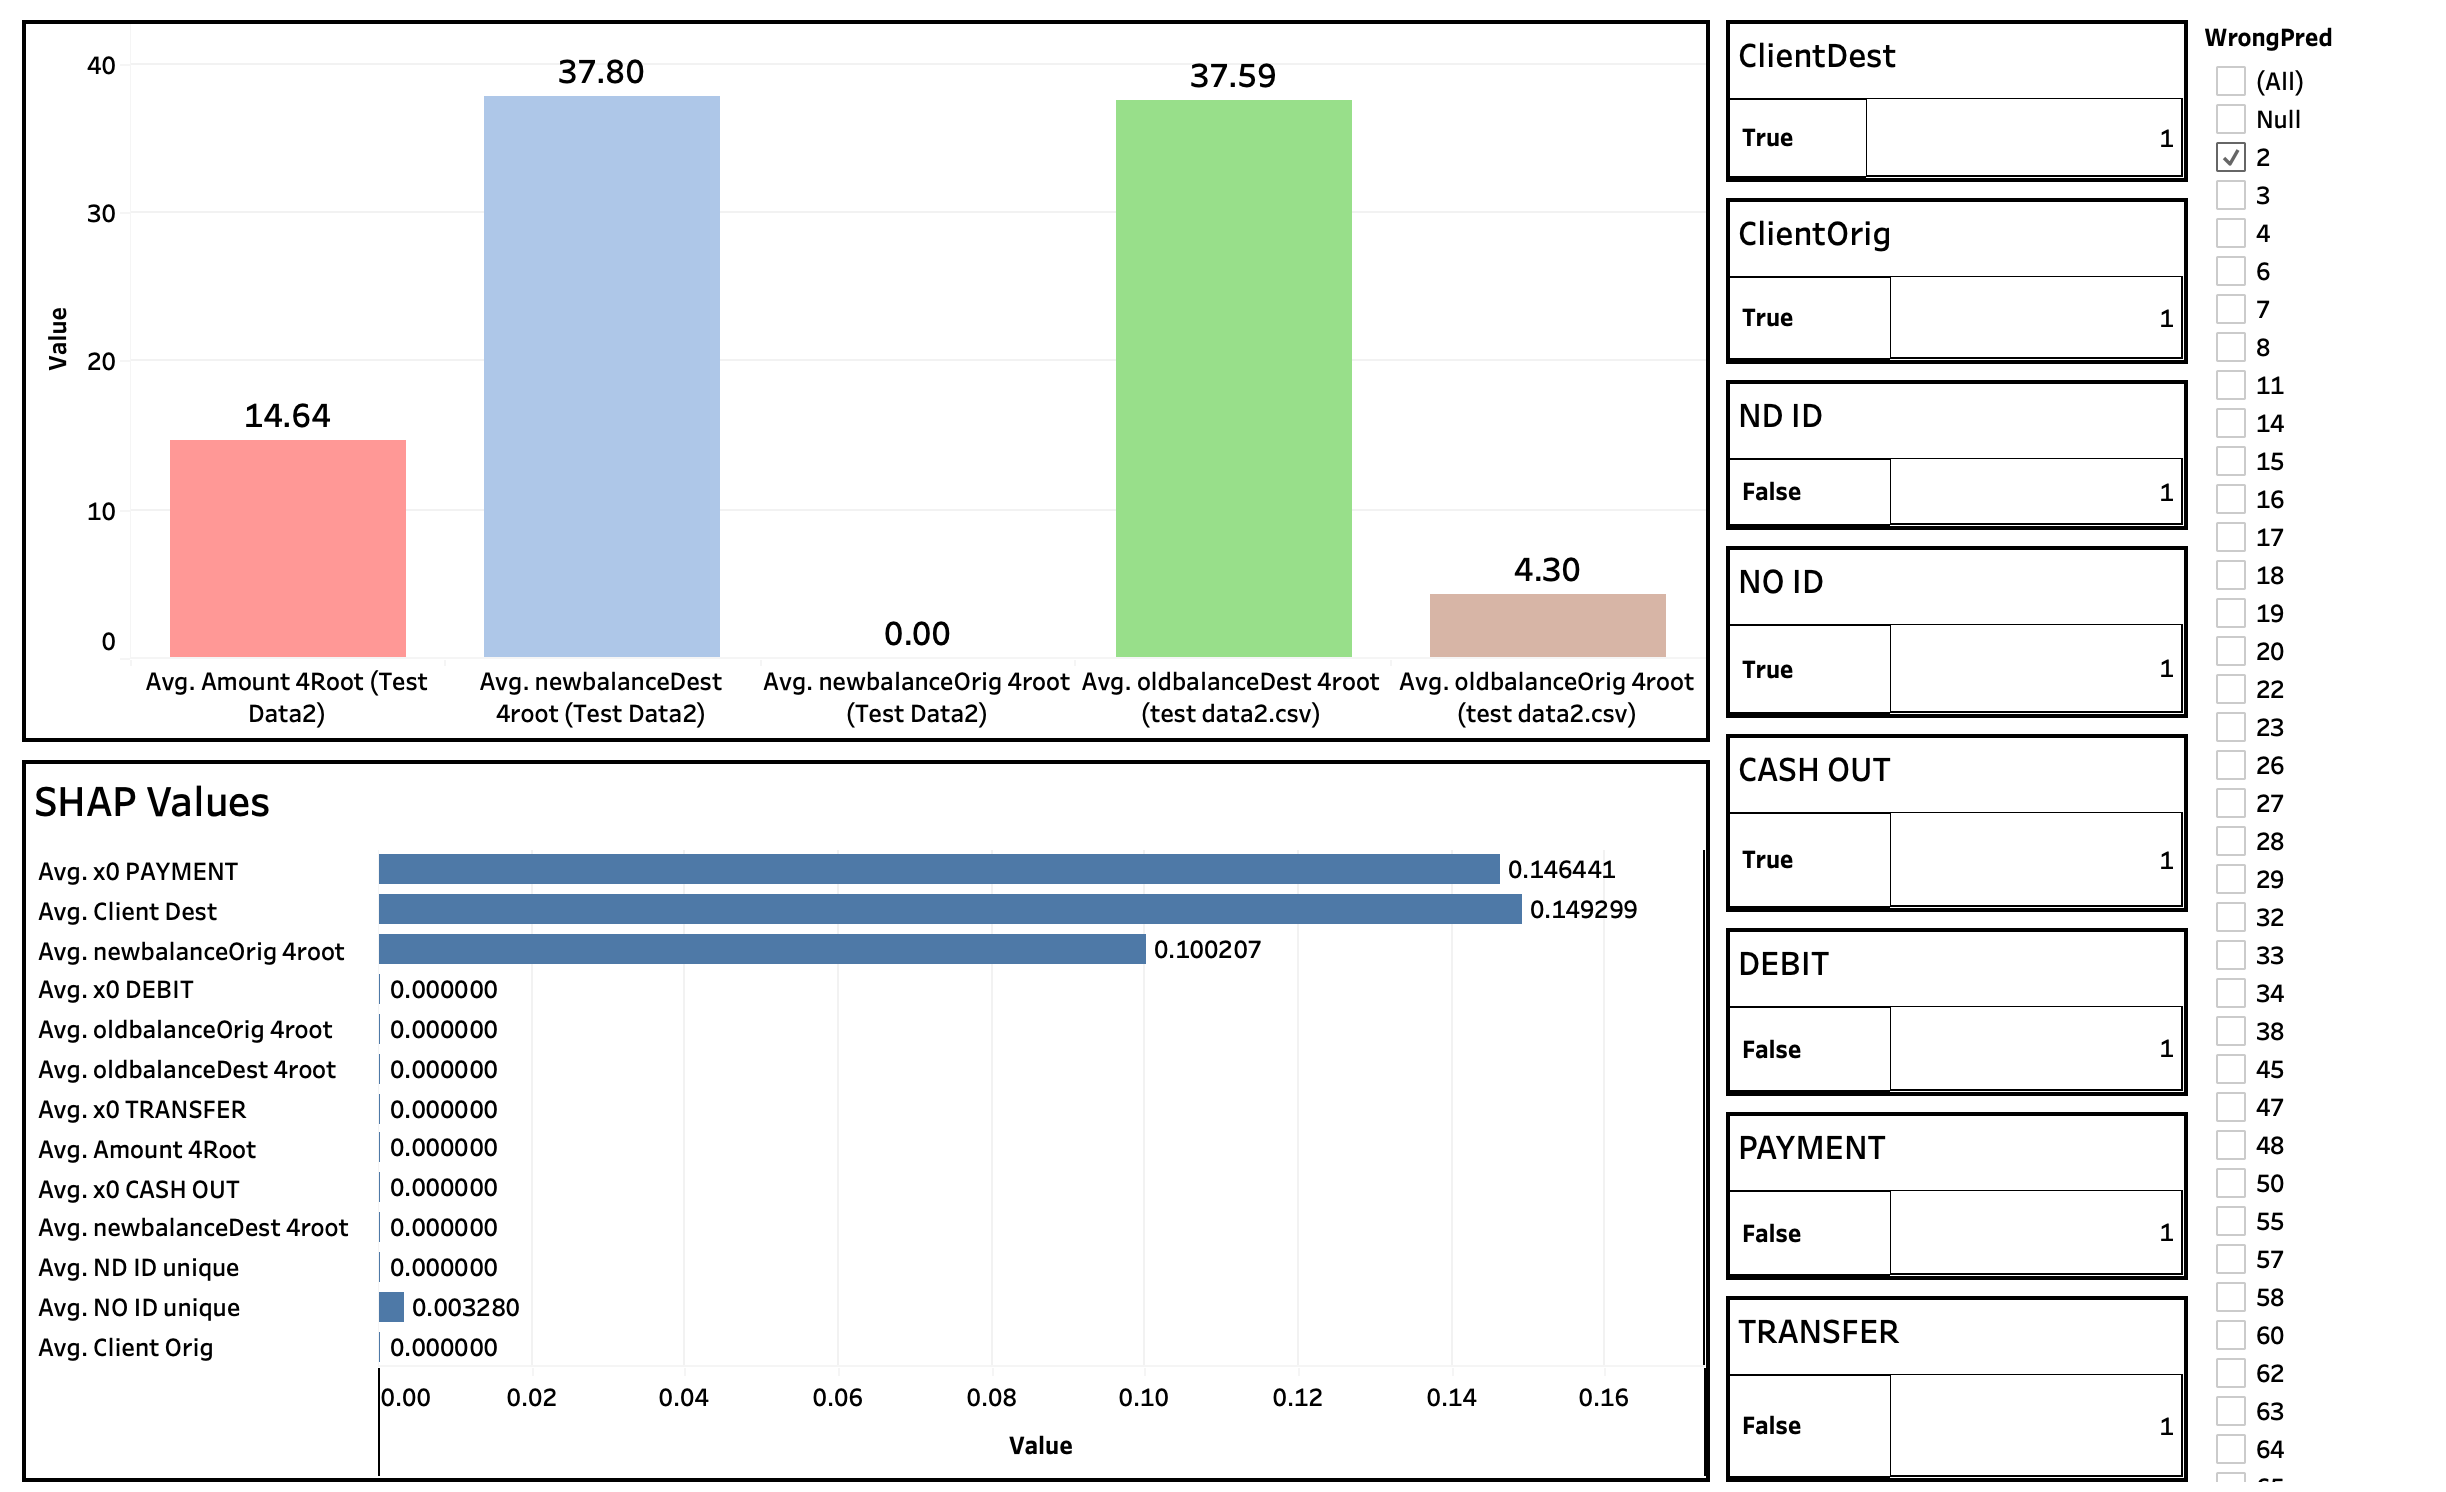 40
30
20
10
0
Value
14.64
37.80
0.00
37.59
4.30
Avg. Amount 4Root (Test
Data2)
Avg. newbalanceDest
4root (Test Data2)
Avg. newbalanceOrig 4root
(Test Data2)
Avg. oldbalanceDest 4root
(test data2.csv)
Avg. oldbalanceOrig 4root
(test data2.csv)
SHAP Values
Avg. x0 PAYMENT 0.146441
Avg. Client Dest 0.149299
Avg. newbalanceOrig 4root 0.100207
Avg. x0 DEBIT 0.000000
Avg. oldbalanceOrig 4root 0.000000
Avg. oldbalanceDest 4root 0.000000
Avg. x0 TRANSFER 0.000000
Avg. Amount 4Root 0.000000
Avg. x0 CASH OUT 0.000000
Avg. newbalanceDest 4root 0.000000
Avg. ND ID unique 0.000000
Avg. NO ID unique 0.003280
Avg. Client Orig 0.000000
0.00 0.02 0.04 0.06 0.08 0.10 0.12 0.14 0.16
Value
ClientDest
True 1
ClientOrig
True 1
ND ID
False 1
NO ID
True 1
CASH OUT
True 1
DEBIT
False 1
PAYMENT
False 1
TRANSFER
False 1
WrongPred
(All)
Null
2
3
4
6
7
8
11
14
15
16
17
18
19
20
22
23
26
27
28
29
32
33
34
38
45
47
48
50
55
57
58
60
62
63
64